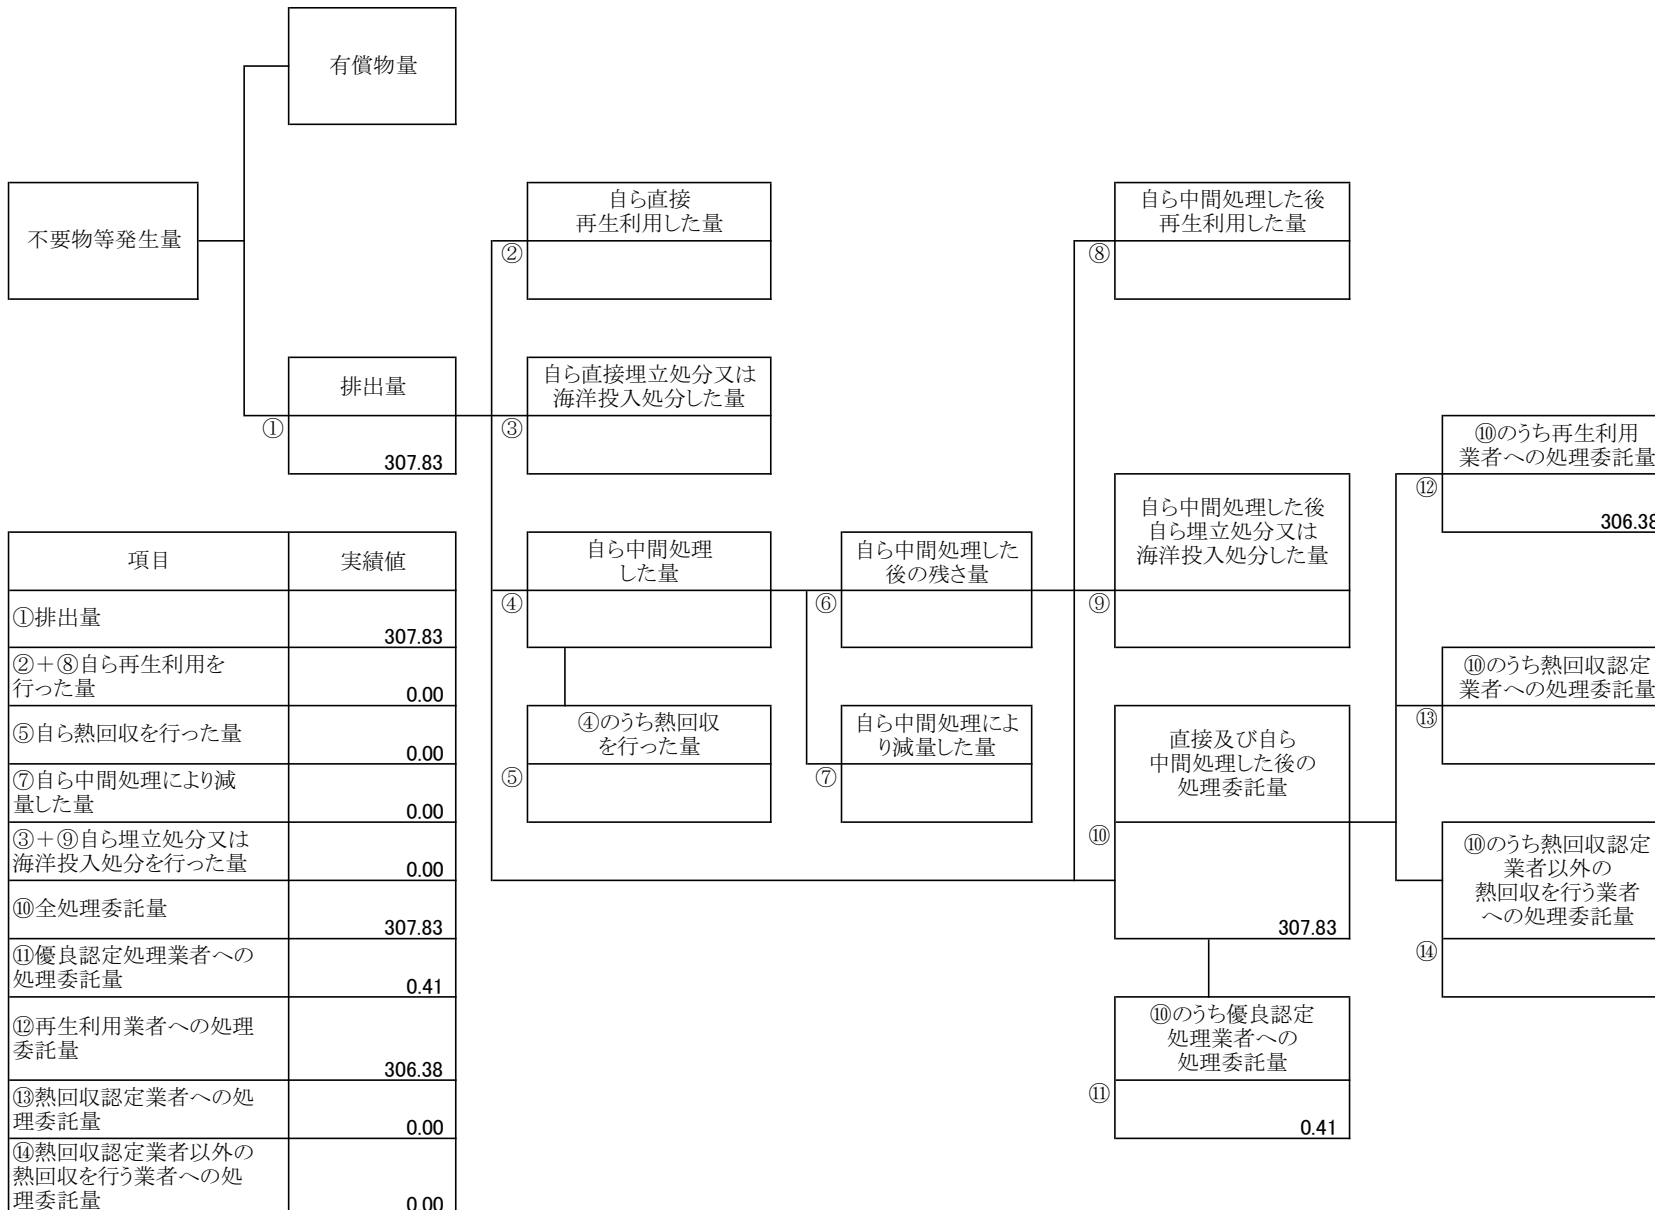 有償物量
不要物等発生量
自ら直接
再生利用した量
②
自ら中間処理した後
再生利用した量
⑧
排出量
①
307.83
自ら直接埋立処分又は
海洋投入処分した量
③
⑩のうち再生利用
業者への処理委託量
⑫
306.38
自ら中間処理した後
自ら埋立処分又は
海洋投入処分した量
⑨
自ら中間処理
した量
④
自ら中間処理した
後の残さ量
⑥
⑩のうち熱回収認定
業者への処理委託量
⑬
④のうち熱回収
を行った量
⑤
自ら中間処理によ
り減量した量
⑦
直接及び自ら
中間処理した後の
処理委託量
⑩
307.83
⑩のうち熱回収認定
業者以外の
熱回収を行う業者
への処理委託量
⑭
⑩のうち優良認定
処理業者への
処理委託量
⑪
0.41
項目 実績値
①排出量
307.83
②+⑧自ら再生利用を
行った量
0.00
⑤自ら熱回収を行った量
0.00
⑦自ら中間処理により減
量した量
0.00
③+⑨自ら埋立処分又は
海洋投入処分を行った量
0.00
⑩全処理委託量
307.83
⑪優良認定処理業者への
処理委託量
0.41
⑫再生利用業者への処理
委託量
306.38
⑬熱回収認定業者への処
理委託量
0.00
⑭熱回収認定業者以外の
熱回収を行う業者への処
理委託量
0.00